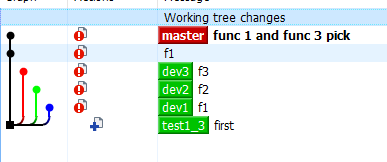 Graph Actions Message
Working tree changes
master func 1 and func 3 pick
f1
dev3 f3
dev2 f2
dev1 f1
test1_3 first